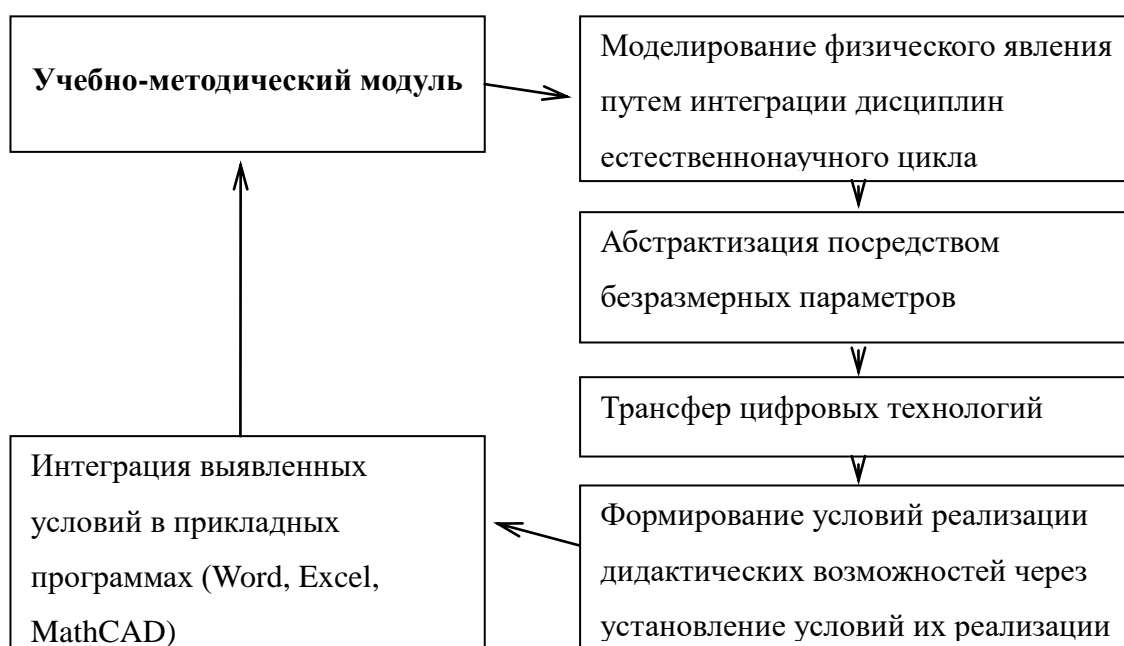 Учебно-методический модуль
Моделирование физического явления
путем интеграции дисциплин
естественнонаучного цикла
Абстрактизация посредством
безразмерных параметров
Трансфер цифровых технологий
Формирование условий реализации
дидактических возможностей через
установление условий их реализации
Интеграция выявленных
условий в прикладных
программах (Word, Excel,
MathCAD)